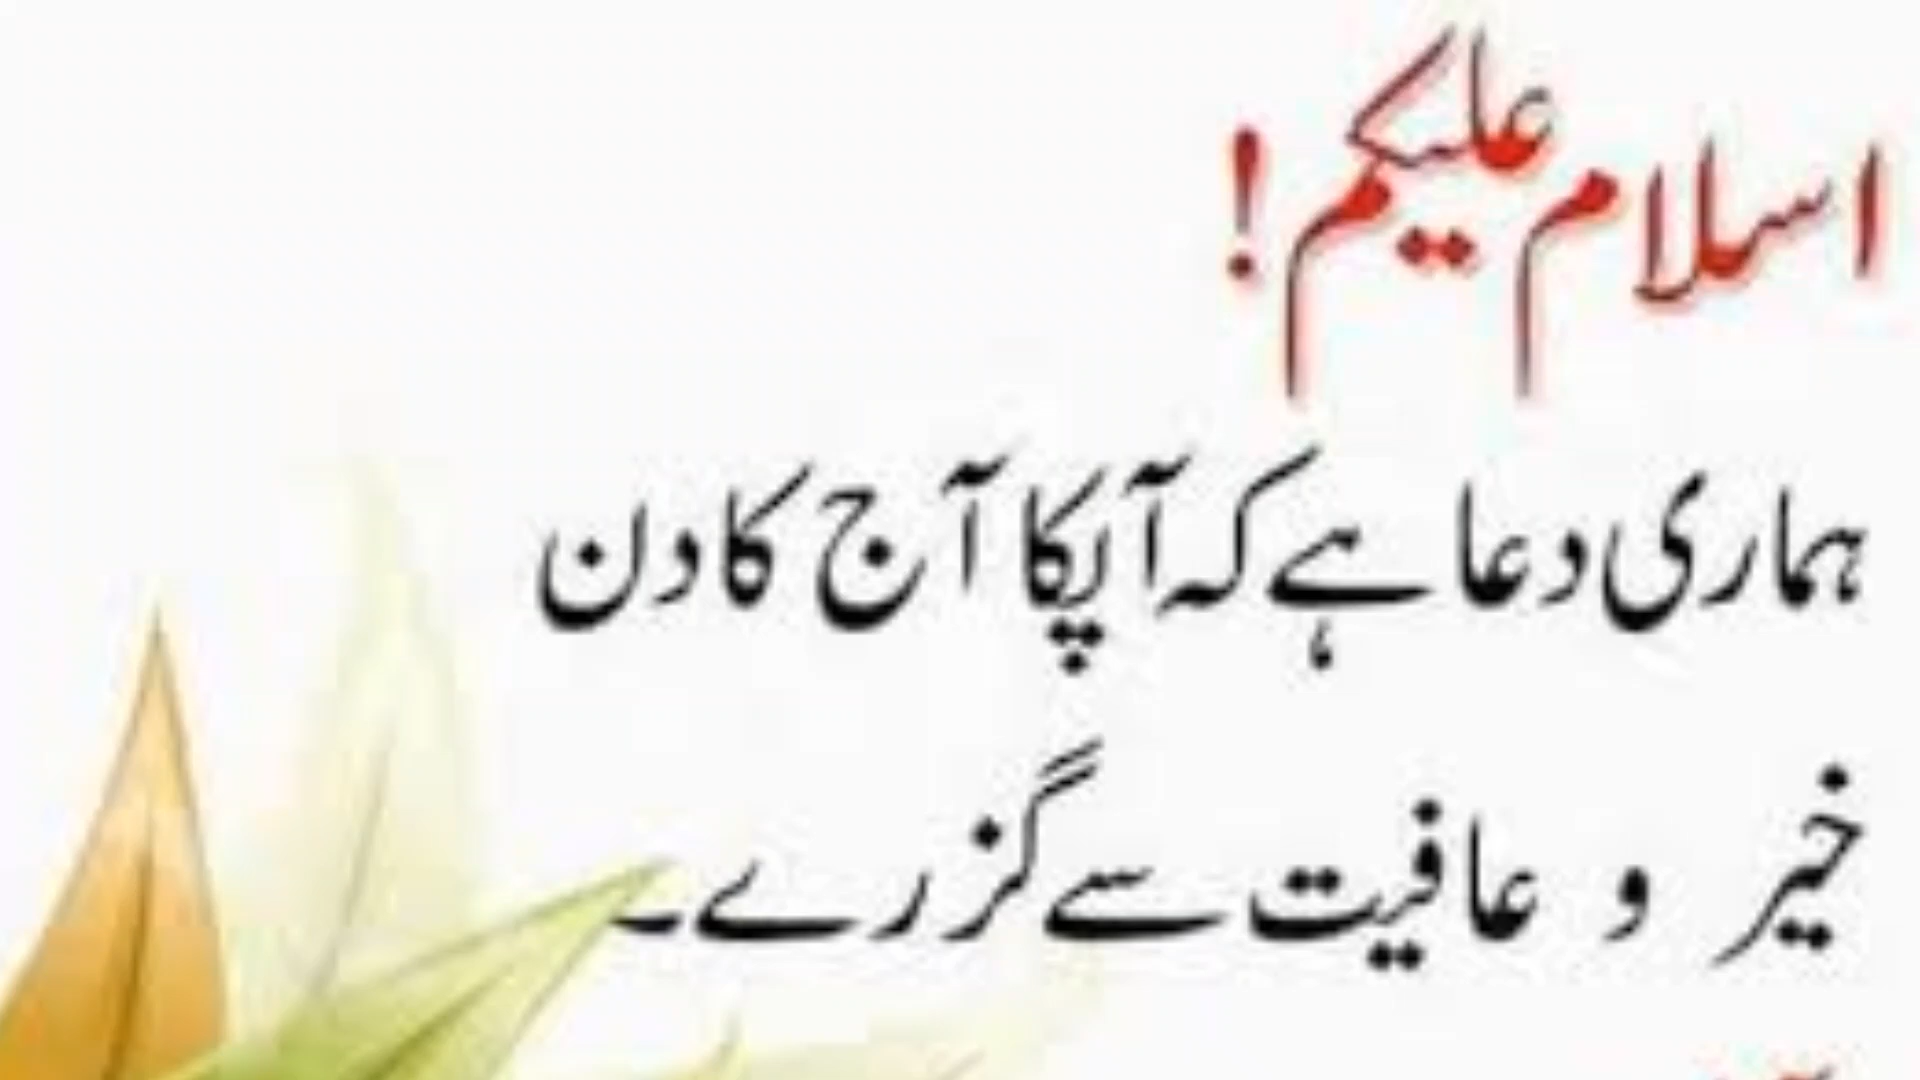 اسلام علیکم!
ہماری دعا ہے کہ آپکا آج کا دن
خیر و عافیت سے گزرے۔